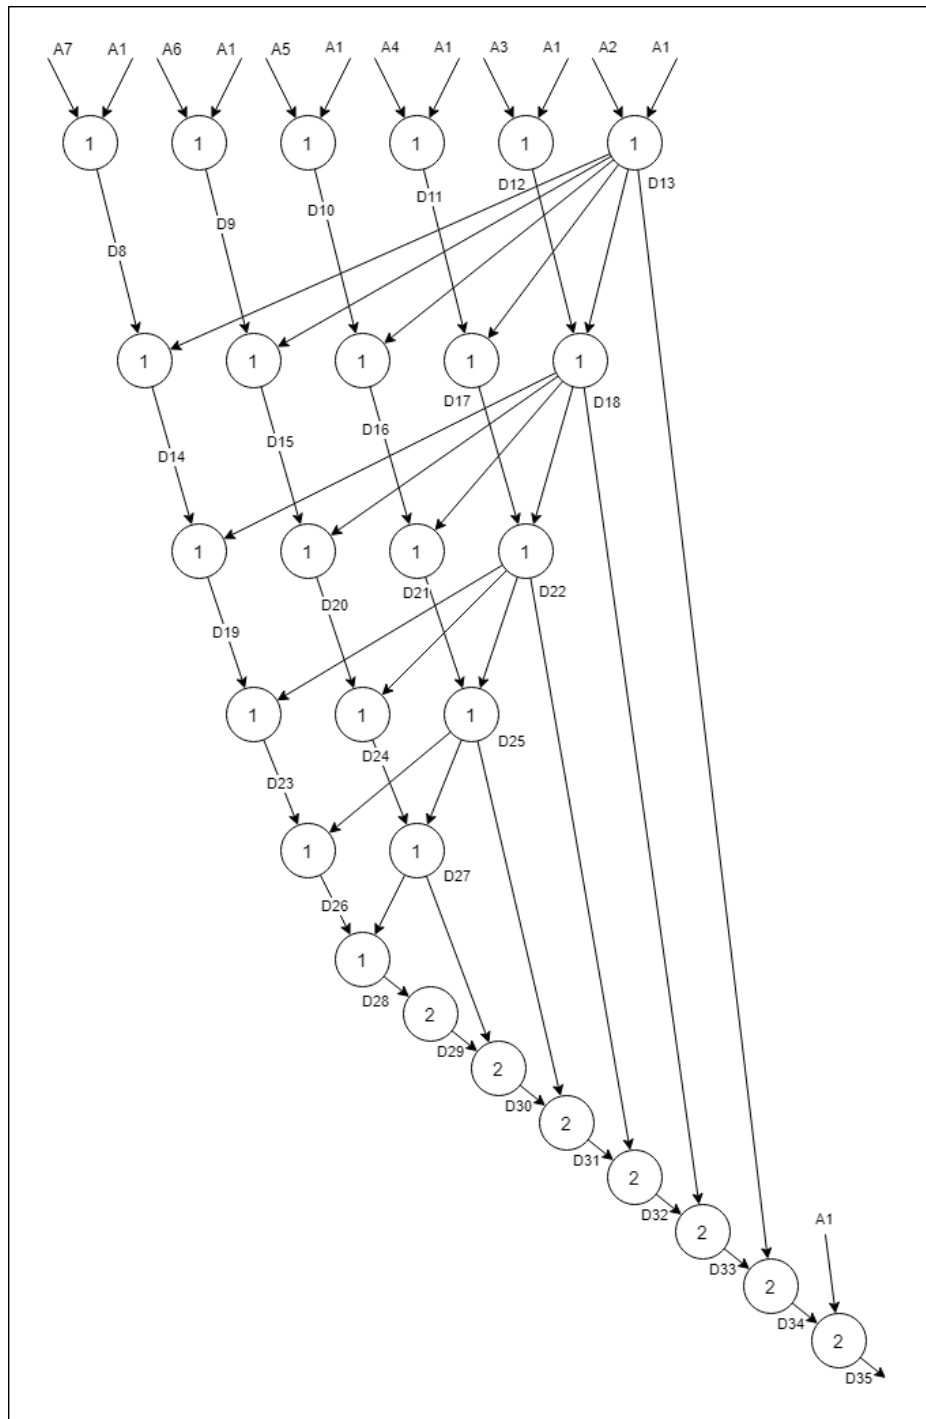 A7 A1 A6 A1 A5 A1 A4 A1 A3 A1 A2 A1
1 1 1 1 1 1
D8 D9 D10 D11 D12 D13
1 1 1 1 1
D14 D15 D16 D17 D18
1 1 1 1
D19 D20 D21 D22
1 1 1
D23 D24 D25
1 1
D26 D27
1
D28
2
D29
2
D30
2
D31
2
D32
2
D33
A1
2
D34
2
D35